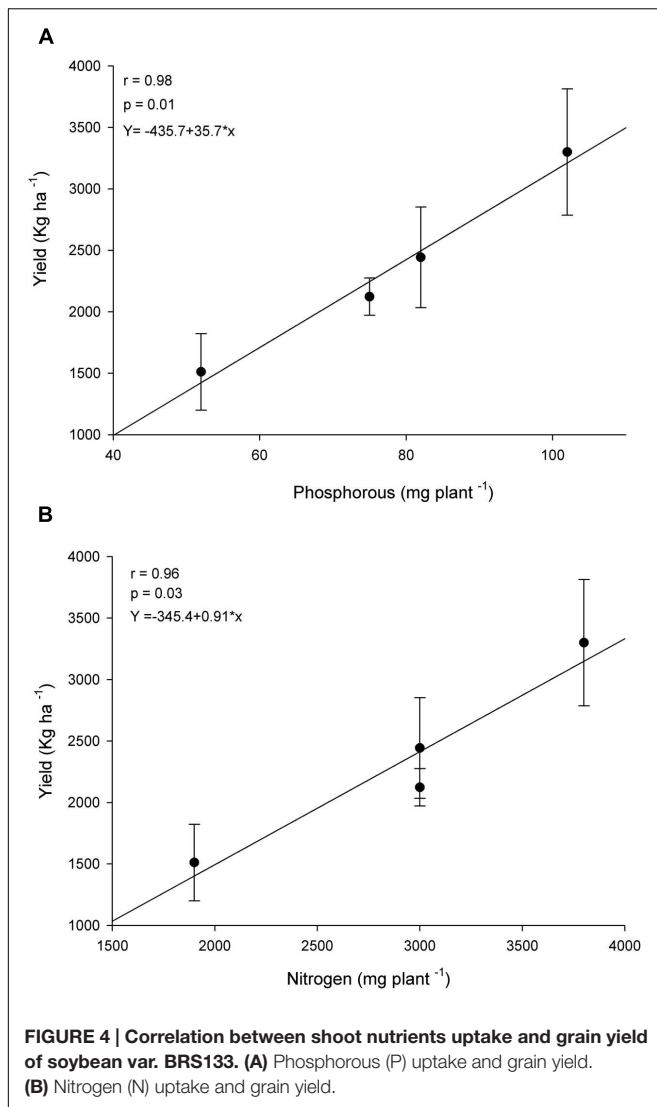 A
r = 0.98
p = 0.01
Y= -435.7+35.7*x
4000
3500
3000
2500
2000
1500
1000
Yield (Kg ha -1)
40
60
80
100
Phosphorous (mg plant -1)
B
r = 0.96
p = 0.03
Y =-345.4+0.91*x
4000
3500
3000
2500
2000
1500
1000
Yield (Kg ha -1)
1500
2000
2500
3000
3500
4000
Nitrogen (mg plant -1)
FIGURE 4 | Correlation between shoot nutrients uptake and grain yield
of soybean var. BRS133. (A) Phosphorous (P) uptake and grain yield.
(B) Nitrogen (N) uptake and grain yield.